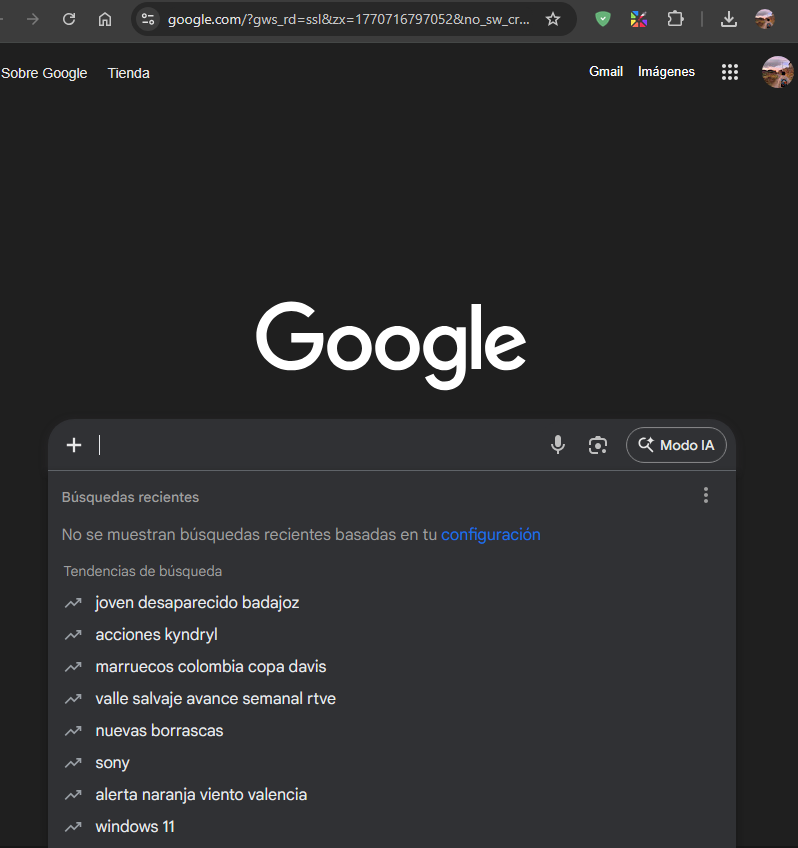 google.com/?gws_rd=ssl&zx=1770716797052&no_sw_cr...
Sobre Google Tienda Gmail Imágenes
Google
Modo IA
Búsquedas recientes
No se muestran búsquedas recientes basadas en tu configuración
Tendencias de búsqueda
joven desaparecido badajoz
acciones kyndryl
marruecos colombia copa davis
valle salvaje avance semanal rtve
nuevas borrascas
sony
alerta naranja viento valencia
windows 11